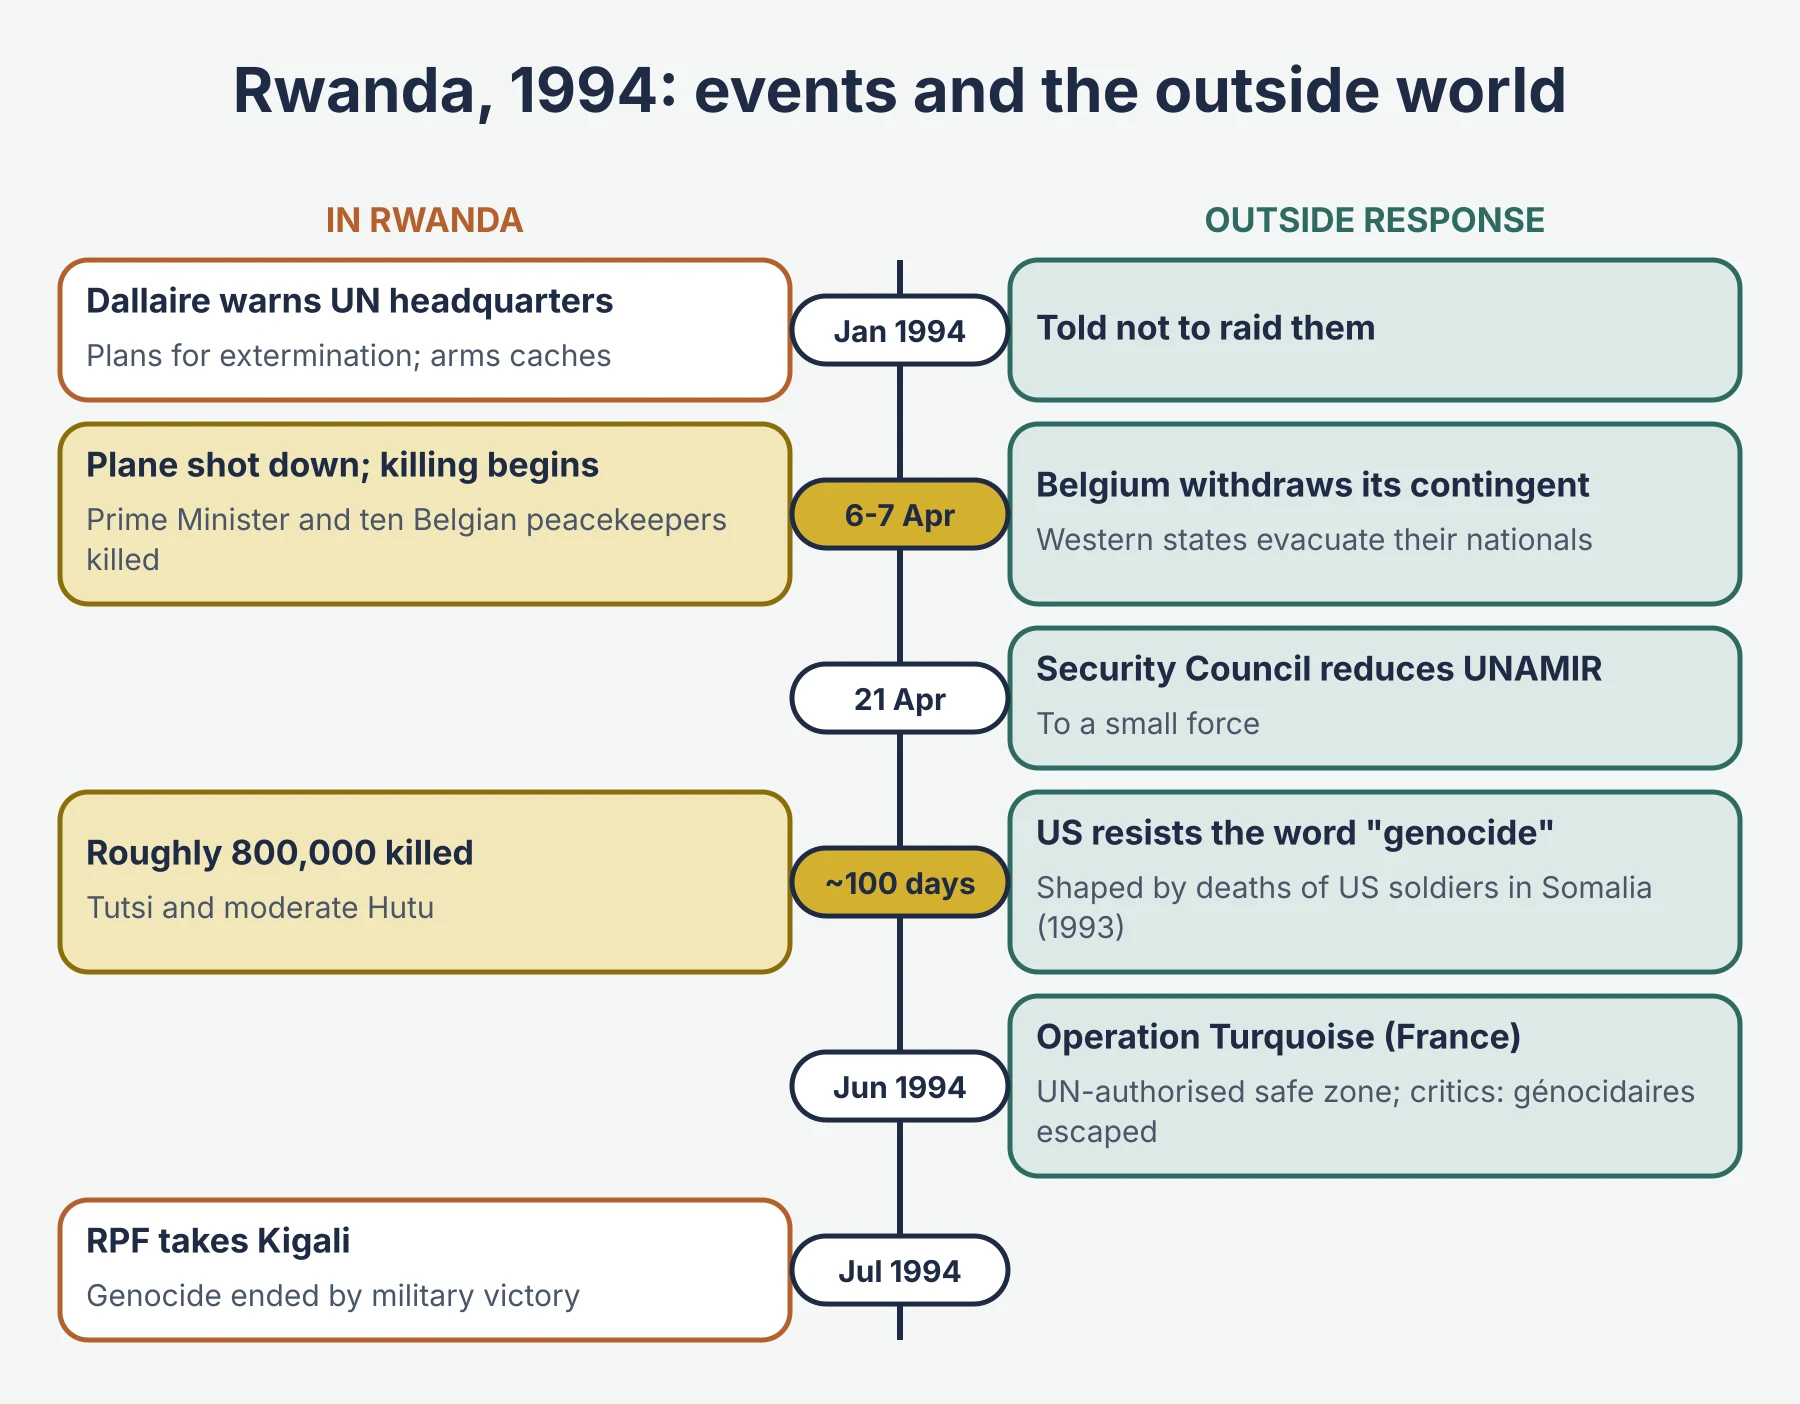 Rwanda, 1994: events and the outside world
IN RWANDA
OUTSIDE RESPONSE
Dallaire warns UN headquarters
Plans for extermination; arms caches
Jan 1994
Told not to raid them
Plane shot down; killing begins
Prime Minister and ten Belgian peacekeepers
killed
6-7 Apr
Belgium withdraws its contingent
Western states evacuate their nationals
21 Apr
Security Council reduces UNAMIR
To a small force
Roughly 800,000 killed
Tutsi and moderate Hutu
~100 days
US resists the word "genocide"
Shaped by deaths of US soldiers in Somalia
(1993)
Jun 1994
Operation Turquoise (France)
UN-authorised safe zone; critics: génocidaires
escaped
RPF takes Kigali
Genocide ended by military victory
Jul 1994